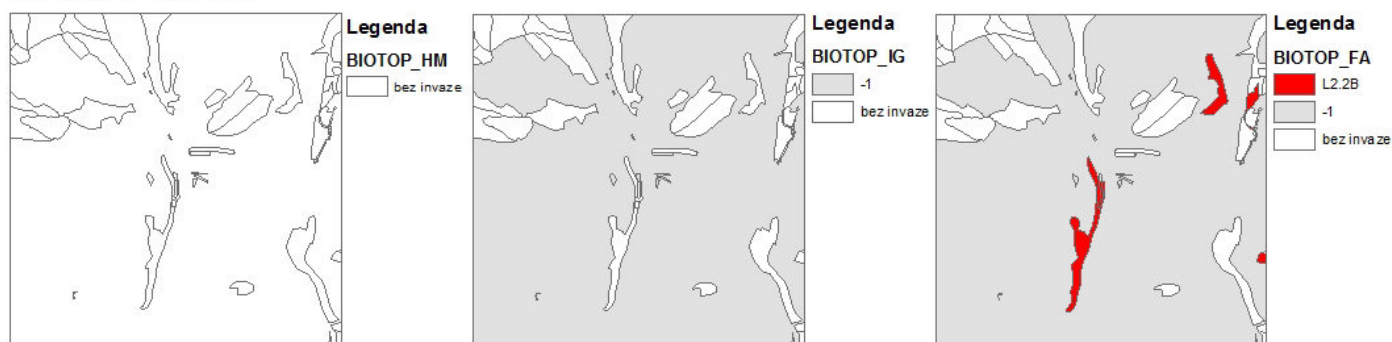 Legenda
BIOTOP_HM
bez invaze
Legenda
BIOTOP_IG
-1
bez invaze
Legenda
BIOTOP_FA
L2.2B
-1
bez invaze